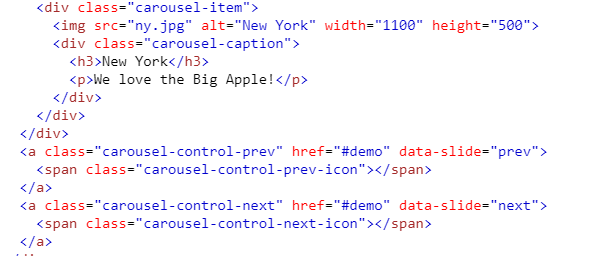 <div class="carousel-item">
<img src="ny.jpg" alt="New York" width="1100" height="500">
<div class="carousel-caption">
<h3>New York</h3>
<p>We love the Big Apple!</p>
</div>
</div>
</div>
<a class="carousel-control-prev" href="#demo" data-slide="prev">
<span class="carousel-control-prev-icon"></span>
</a>
<a class="carousel-control-next" href="#demo" data-slide="next">
<span class="carousel-control-next-icon"></span>
</a>